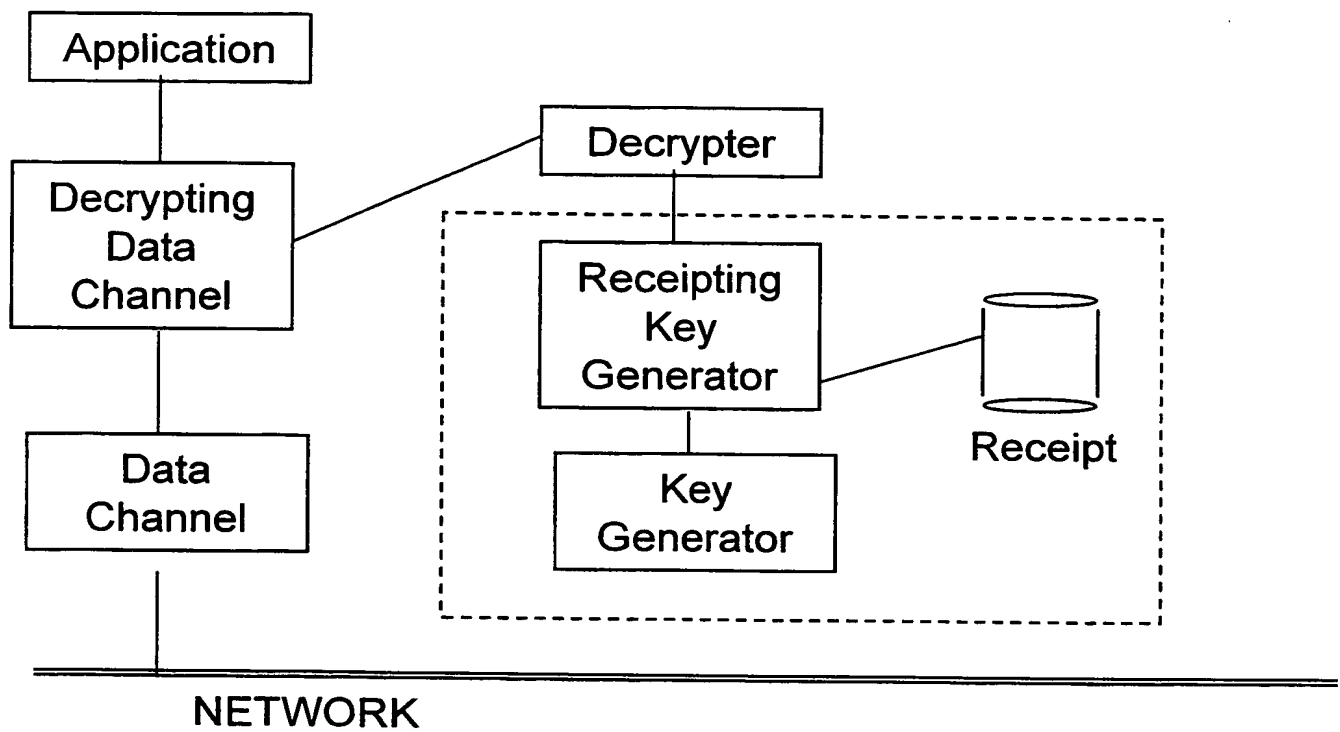 Application
Decrypting
Data
Channel
Data
Channel
Decrypter
Receipting
Key
Generator
Key
Generator
Receipt
NETWORK